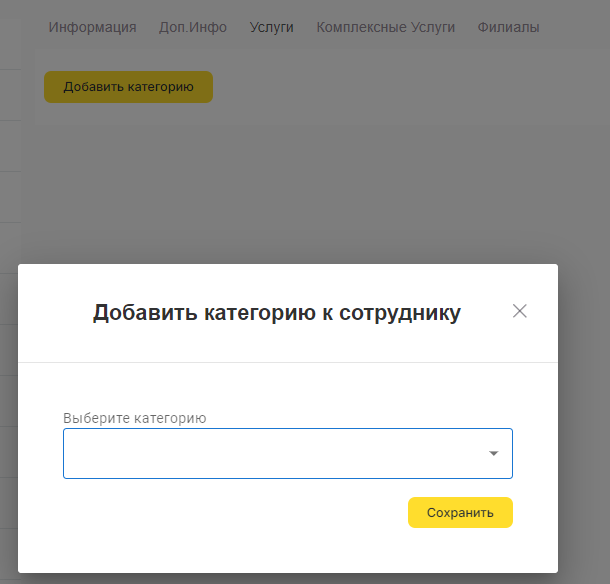 Информация Доп.Инфо Услуги Комплексные Услуги Филиалы
Добавить категорию
Добавить категорию к сотруднику
Выберите категорию
Сохранить